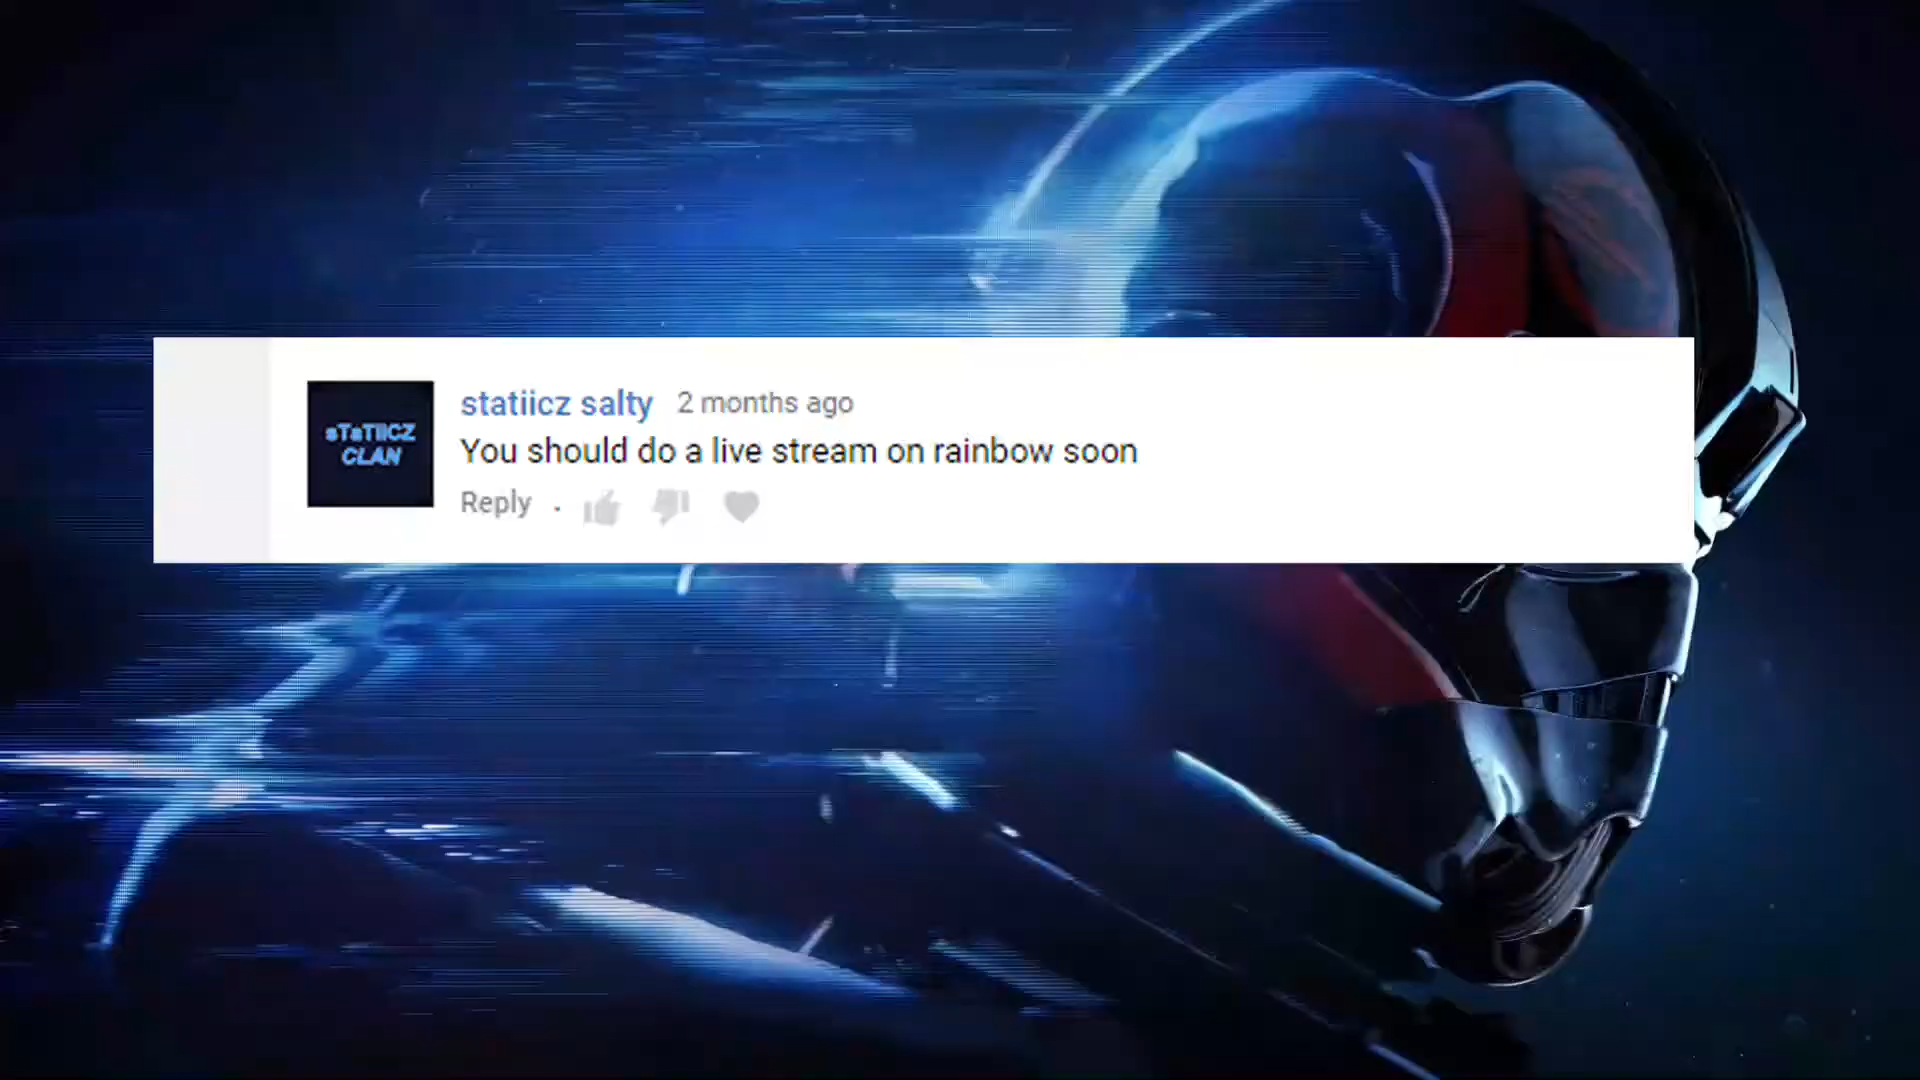 sTaTIICZ
CLAN
statiicz salty 2 months ago
You should do a live stream on rainbow soon
Reply